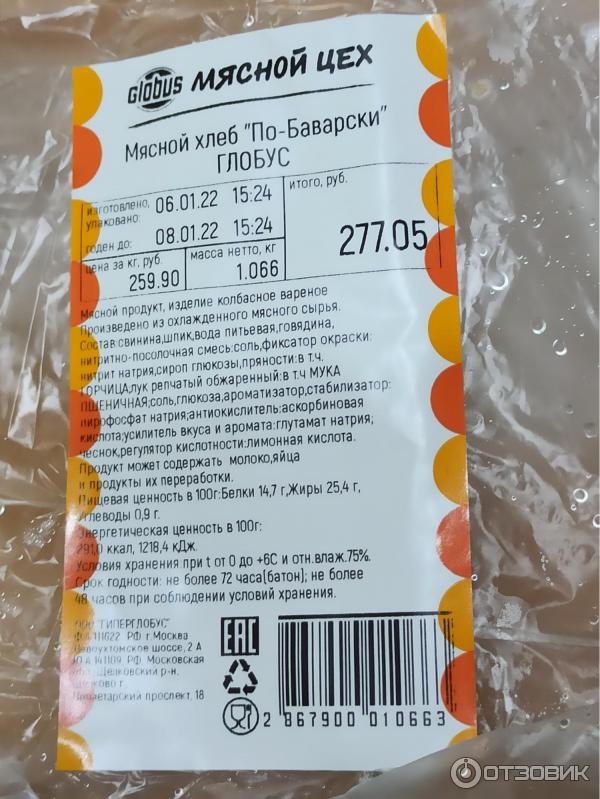 Globus МЯСНОЙ ЦЕХ
Мясной хлеб "По-Баварски"
ГЛОБУС
изготовлено, упаковано: 06.01.22 15:24
итого, руб.
годен до: 08.01.22 15:24
277.05
цена за кг, руб. масса нетто, кг
259.90 1.066
Мясной продукт, изделие колбасное вареное
Произведено из охлажденного мясного сырья.
Состав:свинина,шпик,вода питьевая,говядина,
нитритно-посолочная смесь:соль,фиксатор окраски:
нитрит натрия,сироп глюкозы,пряности:в т.ч.
ГОРЧИЦА,лук репчатый обжаренный:в т.ч МУКА
ПШЕНИЧНАЯ;соль,глюкоза,ароматизатор,стабилизатор:
пирофосфат натрия;антиокислитель:аскорбиновая
кислота;усилитель вкуса и аромата:глутамат натрия;
чеснок,регулятор кислотности:лимонная кислота.
Продукт может содержать молоко,яйца
и продукты их переработки.
Пищевая ценность в 100г:Белки 14,7 г,Жиры 25,4 г,
Углеводы 0,9 г.
Энергетическая ценность в 100г:
291,0 ккал, 1218,4 кДж.
Условия хранения при t от 0 до +6С и отн.влаж.75%.
Срок годности: не более 72 часа(батон); не более
48 часов при соблюдении условий хранения.
ООО "ГИПЕРГЛОБУС"
111622 РФ г.Москва
шоссе, 2 А
Ю.А 141109 РФ. Московская
Щелковский р-н,
Щелково г.
Пролетарский проспект, 18
EAC
2 867900 010663
ОТЗОВИК